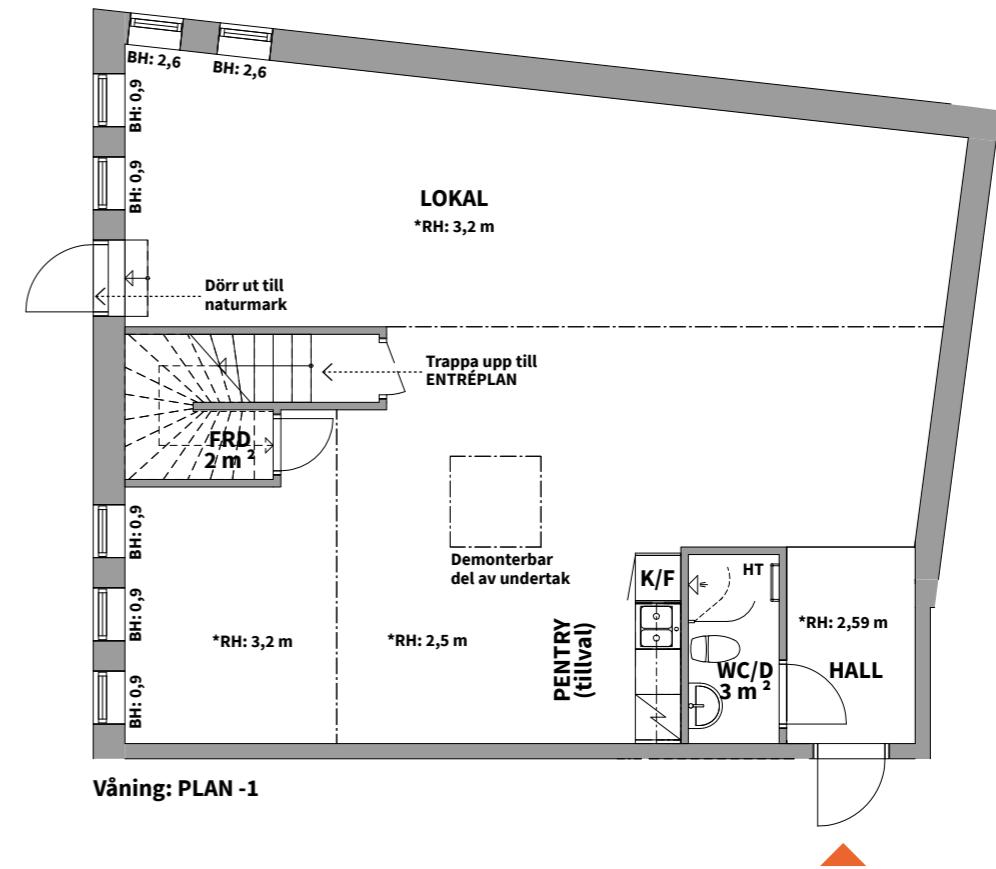 BH: 2,6
BH: 2,6
BH: 0,9
BH: 0,9
LOKAL
*RH: 3,2 m
Dörr ut till
naturmark
Trappa upp till
ENTRÉPLAN
FRD
2 m ²
BH: 0,9
BH: 0,9
BH: 0,9
Demonterbar
del av undertak
*RH: 3,2 m
*RH: 2,5 m
PENTRY
(tillval)
K/F
HT
WC/D
3 m ²
*RH: 2,59 m
HALL
Våning: PLAN -1